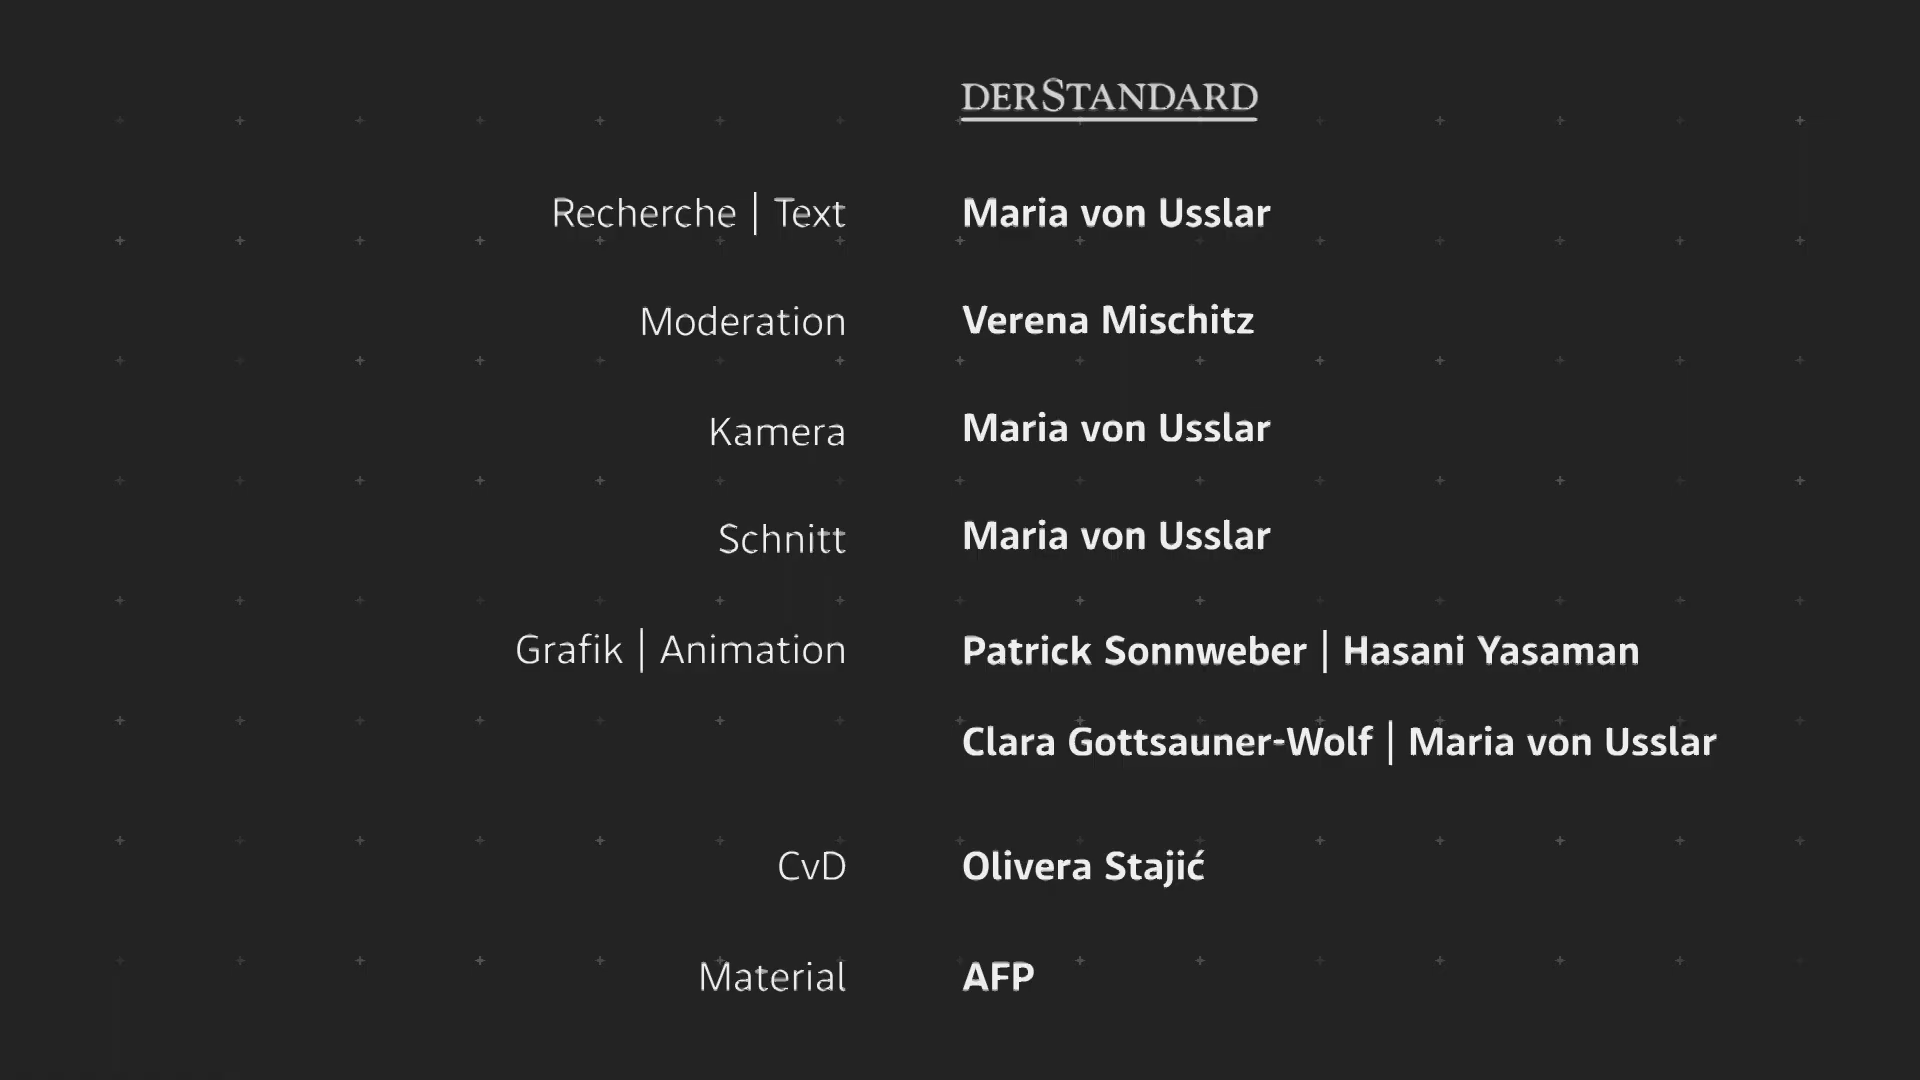 DERSTANDARD
Recherche | Text Maria von Usslar
Moderation Verena Mischitz
Kamera Maria von Usslar
Schnitt Maria von Usslar
Grafik | Animation Patrick Sonnweber | Hasani Yasaman
Clara Gottsauner-Wolf | Maria von Usslar
CvD Olivera Stajić
Material AFP